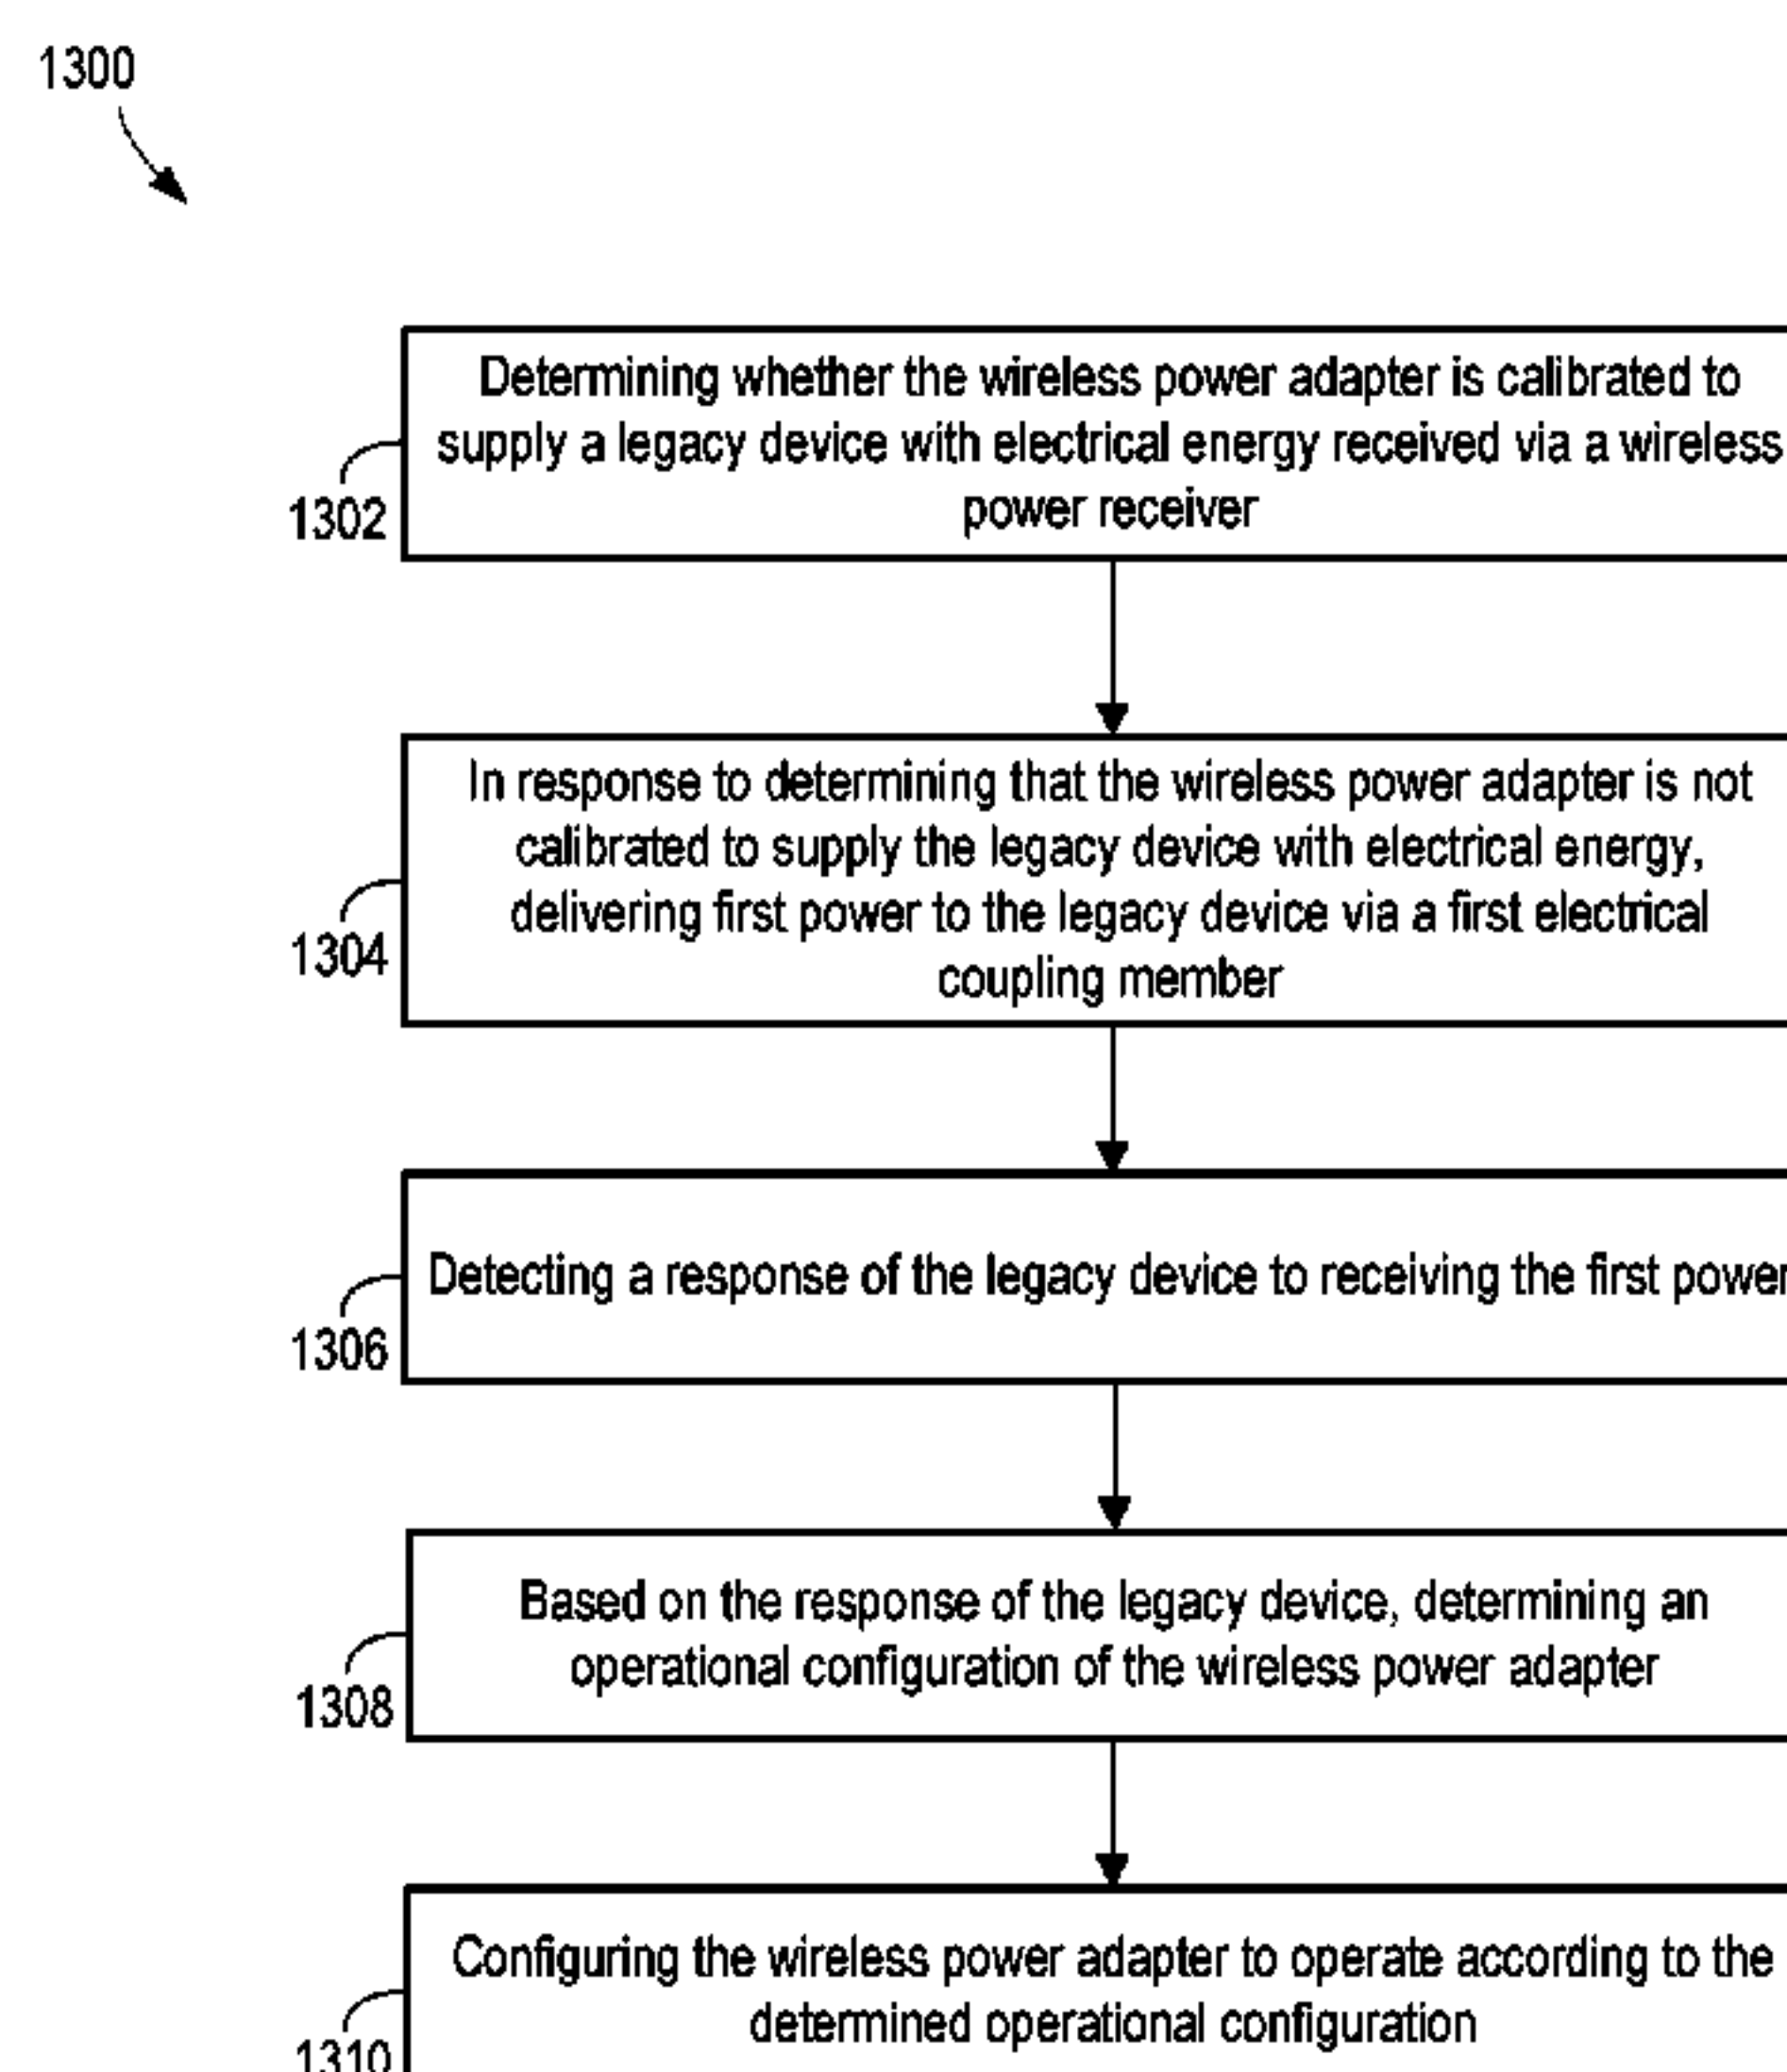 1300
Determining whether the wireless power adapter is calibrated to
supply a legacy device with electrical energy received via a wireless
power receiver
1302
In response to determining that the wireless power adapter is not
calibrated to supply the legacy device with electrical energy,
delivering first power to the legacy device via a first electrical
coupling member
1304
Detecting a response of the legacy device to receiving the first power
1306
Based on the response of the legacy device, determining an
operational configuration of the wireless power adapter
1308
Configuring the wireless power adapter to operate according to the
determined operational configuration
1310